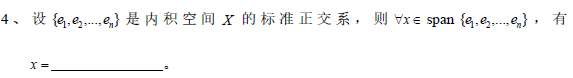 4、设 {e₁,e₂,...,eₙ} 是内积空间 X 的标准正交系，则 ∀x∈ span {e₁,e₂,...,eₙ}，有
x=______________。